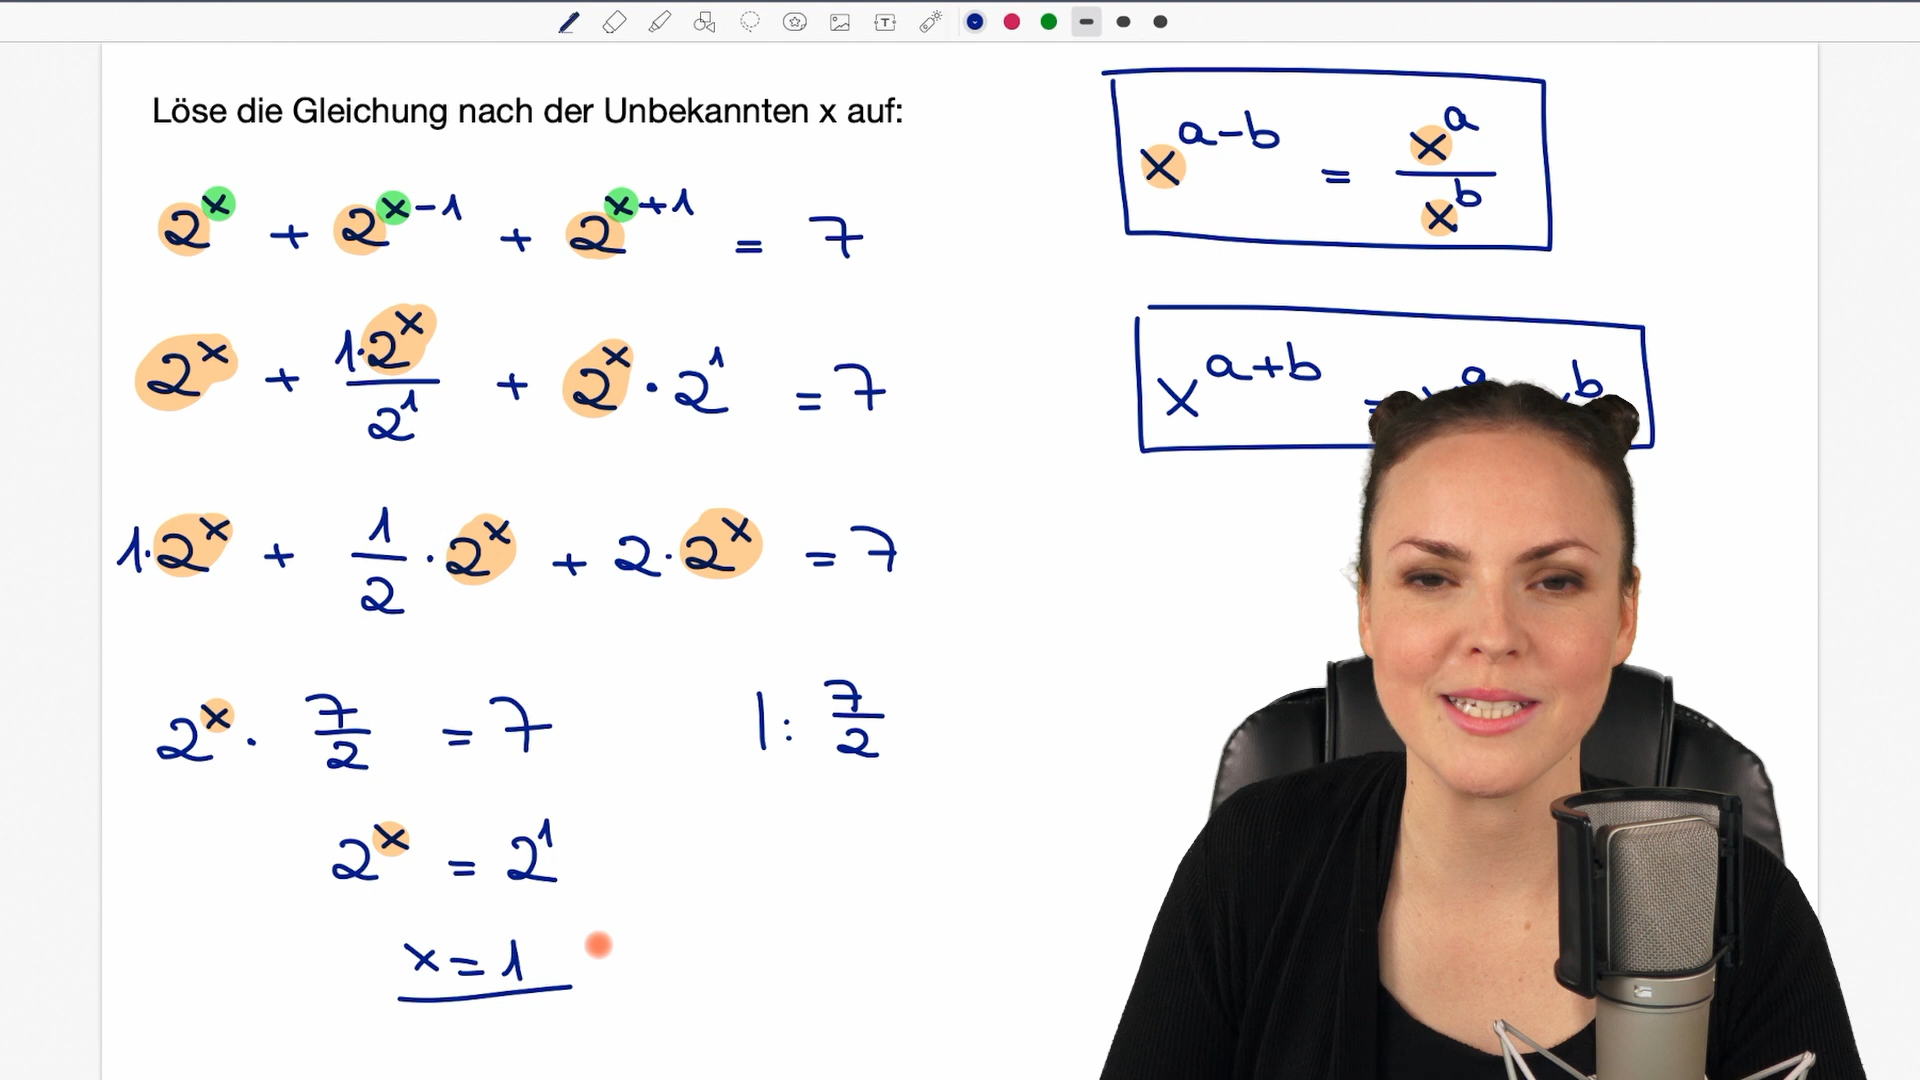 Löse die Gleichung nach der Unbekannten x auf:
2^x + 2^(x-1) + 2^(x+1) = 7
2^x + (1·2^x)/(2^1) + 2^x · 2^1 = 7
1·2^x + 1/2 · 2^x + 2·2^x = 7
2^x · 7/2 = 7 |: 7/2
2^x = 2^1
x = 1
x^(a-b) = x^a / x^b
x^(a+b) =